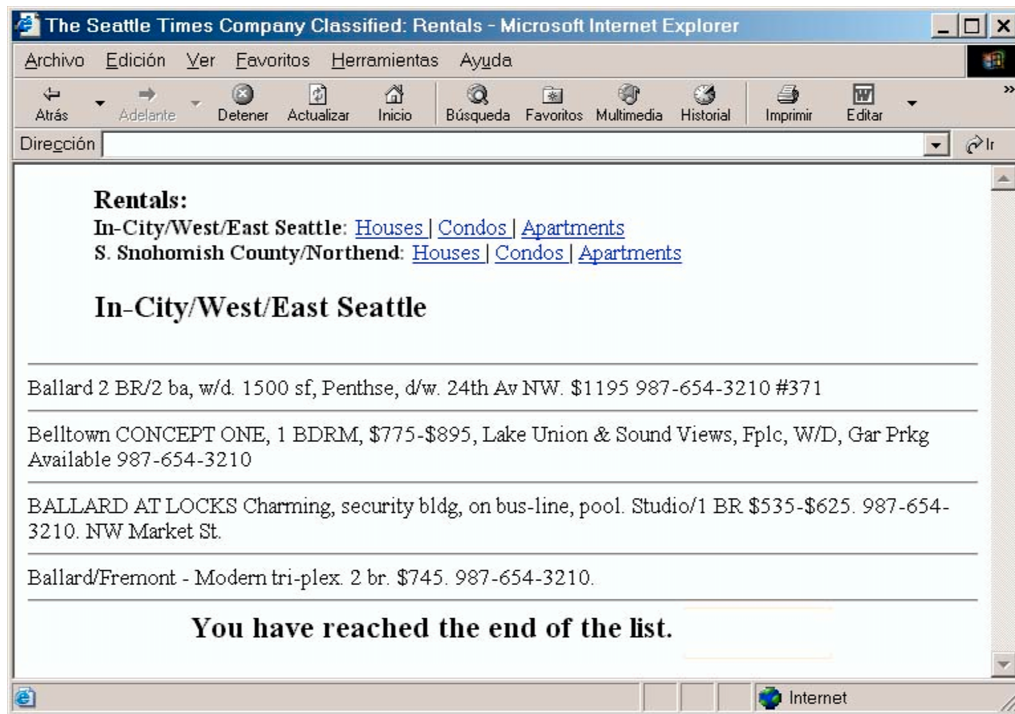 The Seattle Times Company Classified: Rentals - Microsoft Internet Explorer
Archivo Edición Ver Favoritos Herramientas Ayuda
Atrás Adelante Detener Actualizar Inicio Búsqueda Favoritos Multimedia Historial Imprimir Editar »
Dirección Ir
Rentals:
In-City/West/East Seattle: Houses | Condos | Apartments
S. Snohomish County/Northend: Houses | Condos | Apartments
In-City/West/East Seattle
Ballard 2 BR/2 ba, w/d. 1500 sf, Penthse, d/w. 24th Av NW. $1195 987-654-3210 #371
Belltown CONCEPT ONE, 1 BDRM, $775-$895, Lake Union & Sound Views, Fplc, W/D, Gar Prkg
Available 987-654-3210
BALLARD AT LOCKS Charming, security bldg, on bus-line, pool. Studio/1 BR $535-$625. 987-654-
3210. NW Market St.
Ballard/Fremont - Modern tri-plex. 2 br. $745. 987-654-3210.
You have reached the end of the list.
Internet